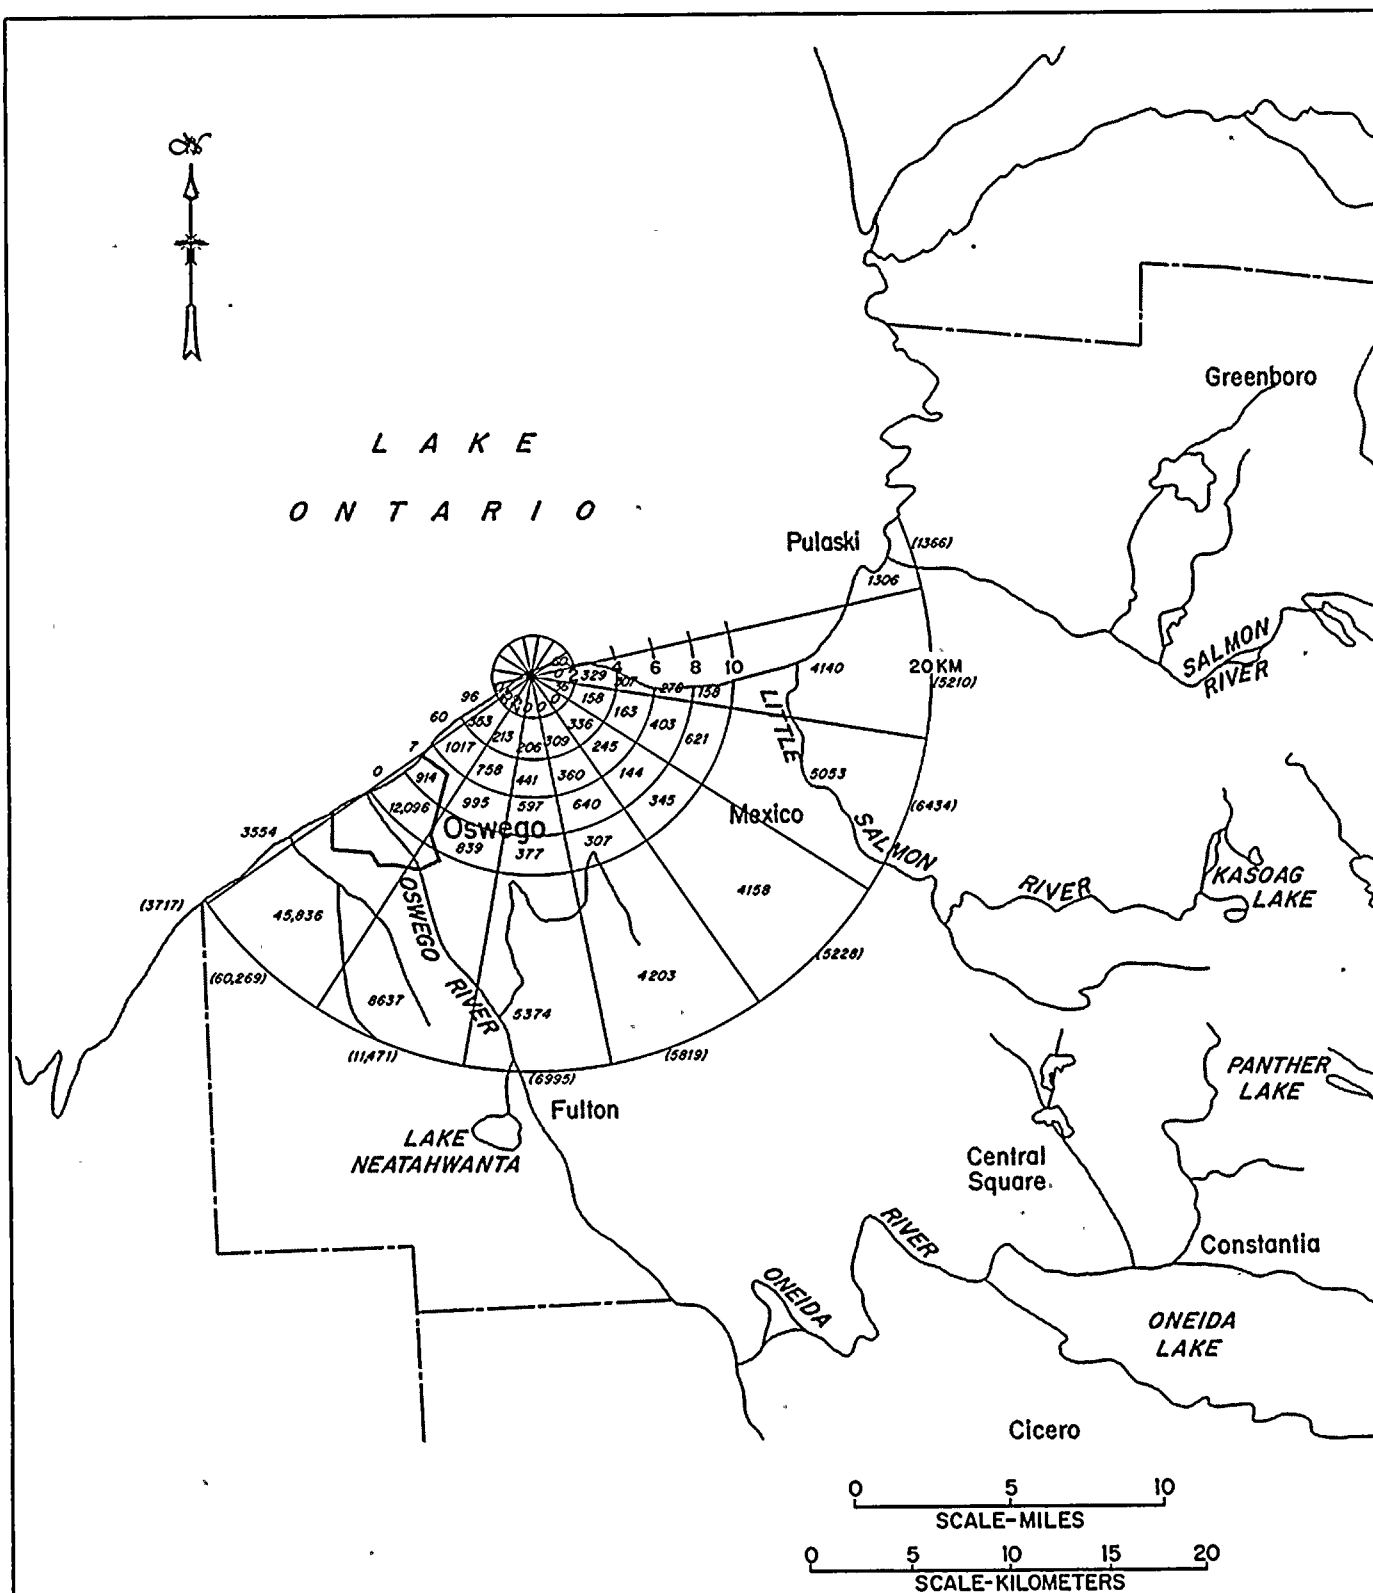 Greenboro
LAKE
ONTARIO
Pulaski
(1366)
1306
4 6 8 10
4140
20 KM
(5210)
SALMON
RIVER
329
307
278
158
96
60
353
213
206
309
336
158
163
403
621
7
1017
758
441
360
245
144
345
0
914
12,096
995
597
640
Oswego
839
377
307
Mexico
LITTLE
SALMON
RIVER
5053
(6434)
3554
(3717)
45,836
OSWEGO
RIVER
4158
KASOAG
LAKE
(60,269)
8637
5374
4203
(5228)
(11,471)
(6995)
(5819)
Fulton
LAKE
NEATAHWANTA
PANTHER
LAKE
Central
Square
Constantia
ONEIDA
RIVER
ONEIDA
LAKE
Cicero
0 5 10
SCALE-MILES
0 5 10 15 20
SCALE-KILOMETERS